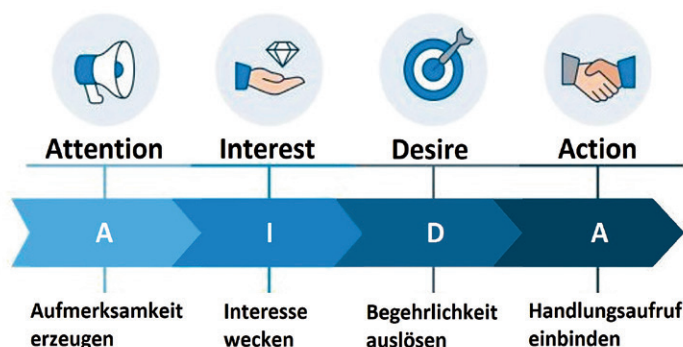 Attention
Interest
Desire
Action
A
I
D
A
Aufmerksamkeit
erzeugen
Interesse
wecken
Begehrlichkeit
auslösen
Handlungsaufruf
einbinden